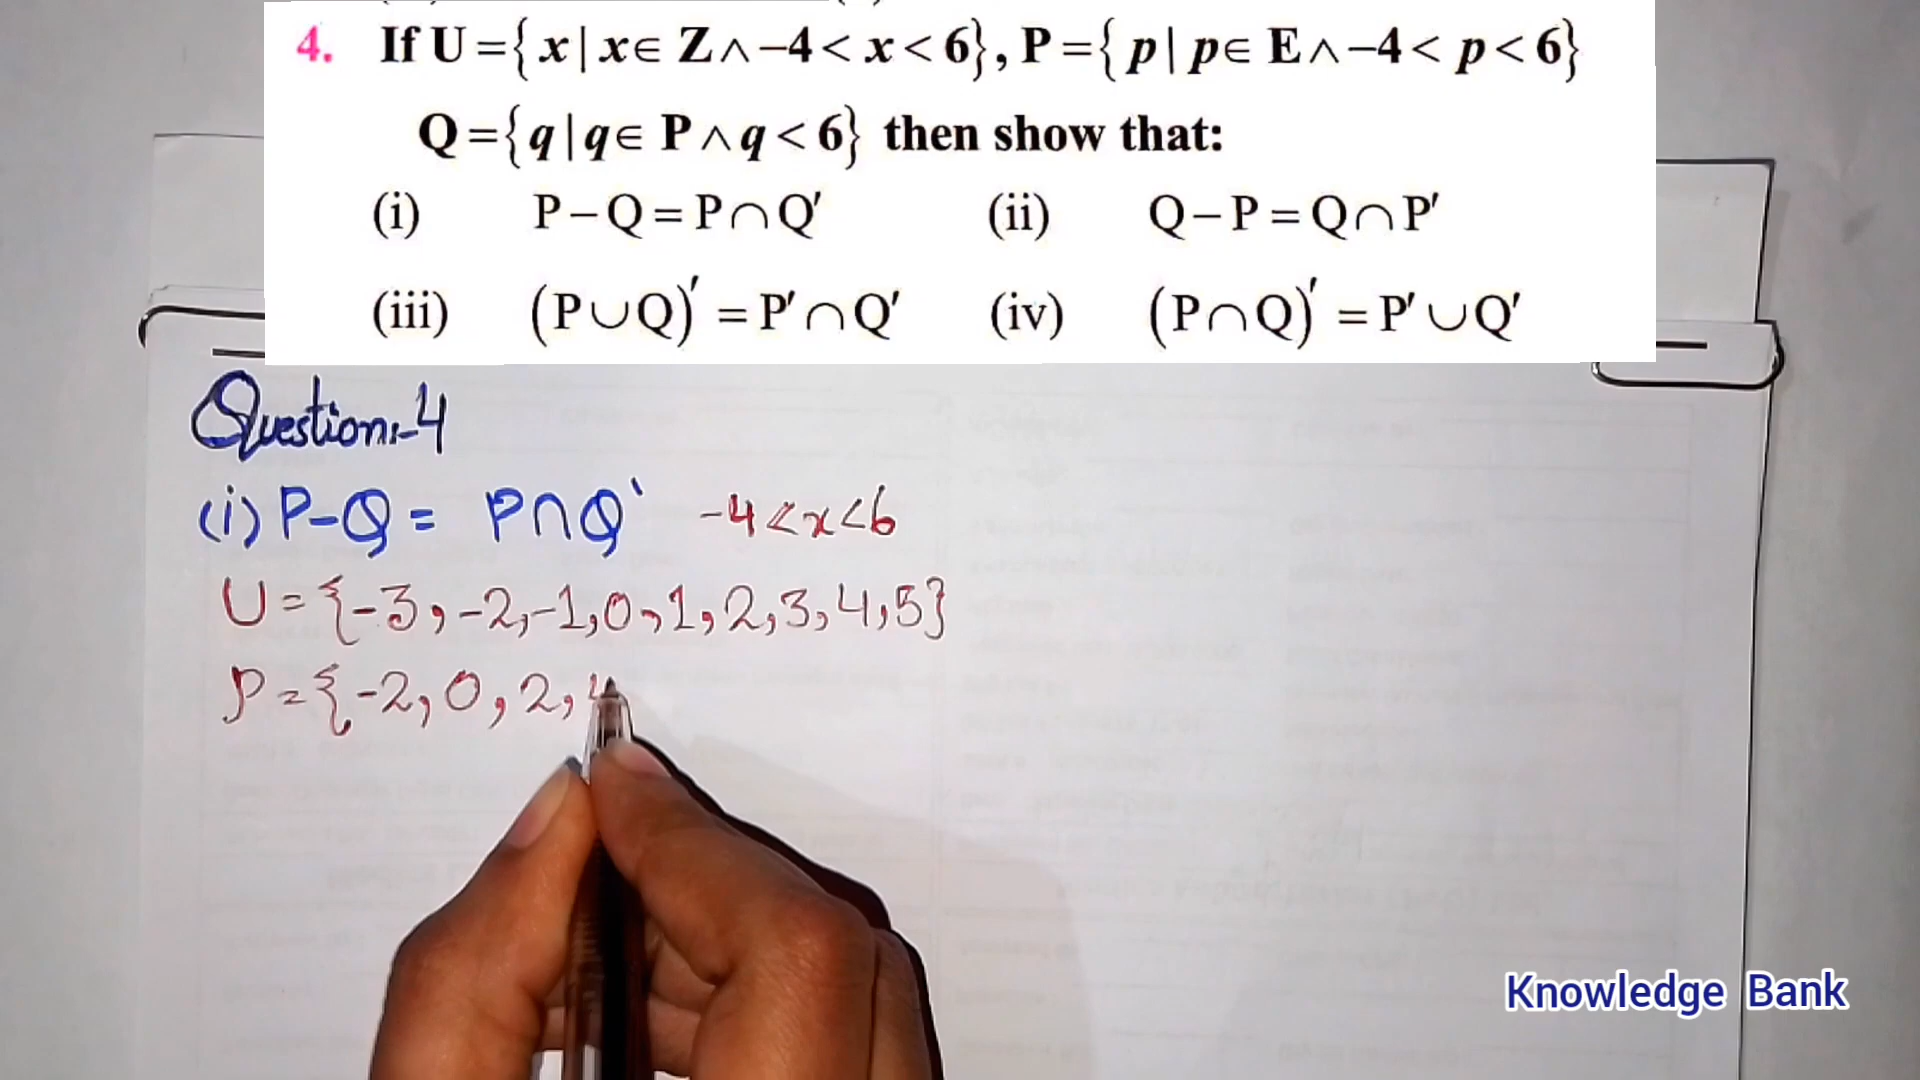 4. If U = { x | x ∈ Z ∧ −4 < x < 6 }, P = { p | p ∈ E ∧ −4 < p < 6 }
Q = { q | q ∈ P ∧ q < 6 } then show that:
(i) P − Q = P ∩ Q′ (ii) Q − P = Q ∩ P′
(iii) (P ∪ Q)′ = P′ ∩ Q′ (iv) (P ∩ Q)′ = P′ ∪ Q′
Question:-4
(i) P-Q = P∩Q' -4<x<6
U = {-3, -2, -1, 0, 1, 2, 3, 4, 5}
P = {-2, 0, 2, 4
Knowledge Bank